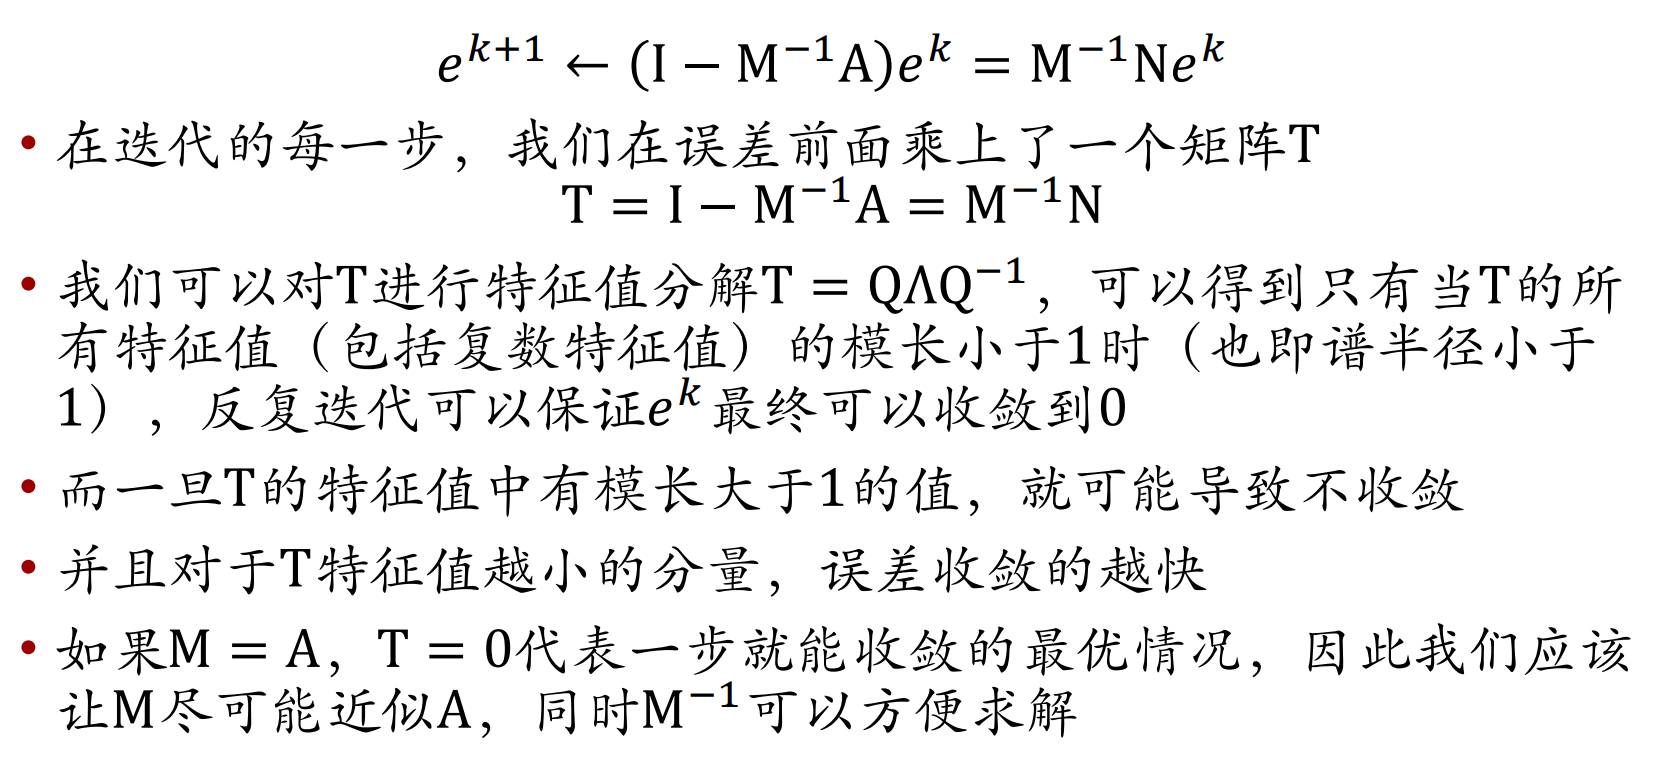 e^{k+1} ← (I − M^{−1}A)e^k = M^{−1}Ne^k
• 在迭代的每一步，我们在误差前面乘上了一个矩阵T
T = I − M^{−1}A = M^{−1}N
• 我们可以对T进行特征值分解T = QΛQ^{−1}，可以得到只有当T的所
有特征值（包括复数特征值）的模长小于1时（也即谱半径小于
1），反复迭代可以保证e^k最终可以收敛到0
• 而一旦T的特征值中有模长大于1的值，就可能导致不收敛
• 并且对于T特征值越小的分量，误差收敛的越快
• 如果M = A，T = 0代表一步就能收敛的最优情况，因此我们应该
让M尽可能近似A，同时M^{−1}可以方便求解